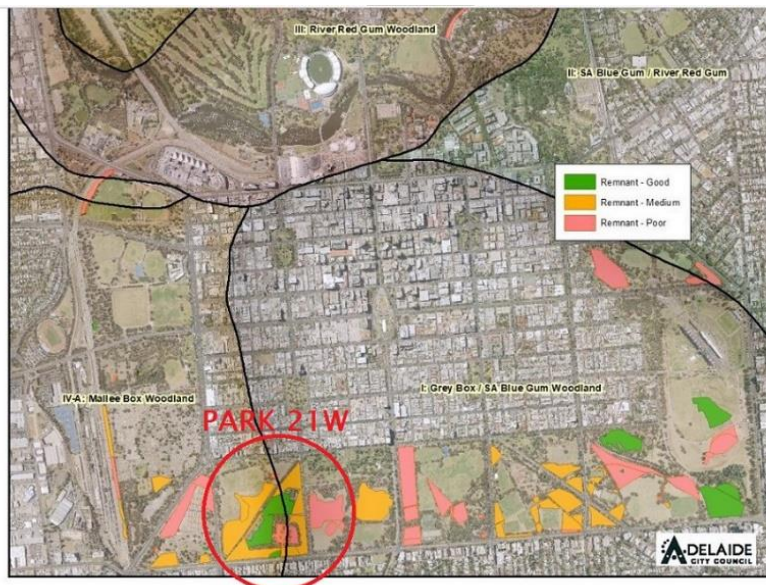 III: River Red Gum Woodland
II: SA Blue Gum / River Red Gum
Remnant - Good
Remnant - Medium
Remnant - Poor
I: Grey Box / SA Blue Gum Woodland
IV-A: Mallee Box Woodland
PARK 21W
ADELAIDE
CITY COUNCIL